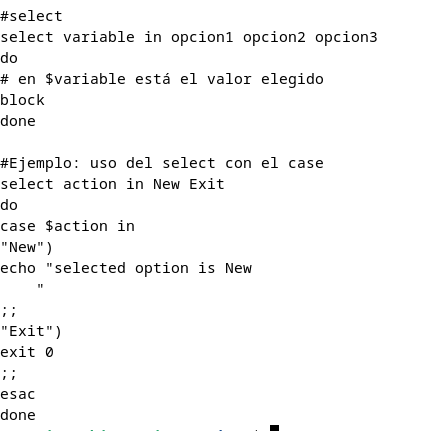 #select
select variable in opcion1 opcion2 opcion3
do
# en $variable está el valor elegido
block
done

#Ejemplo: uso del select con el case
select action in New Exit
do
case $action in
"New")
echo "selected option is New
    "
;;
"Exit")
exit 0
;;
esac
done